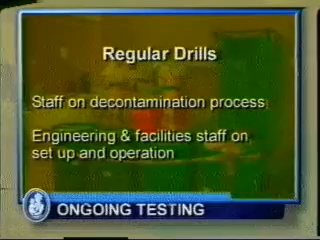 Regular Drills
Staff on decontamination process
Engineering & facilities staff on
set up and operation
ONGOING TESTING